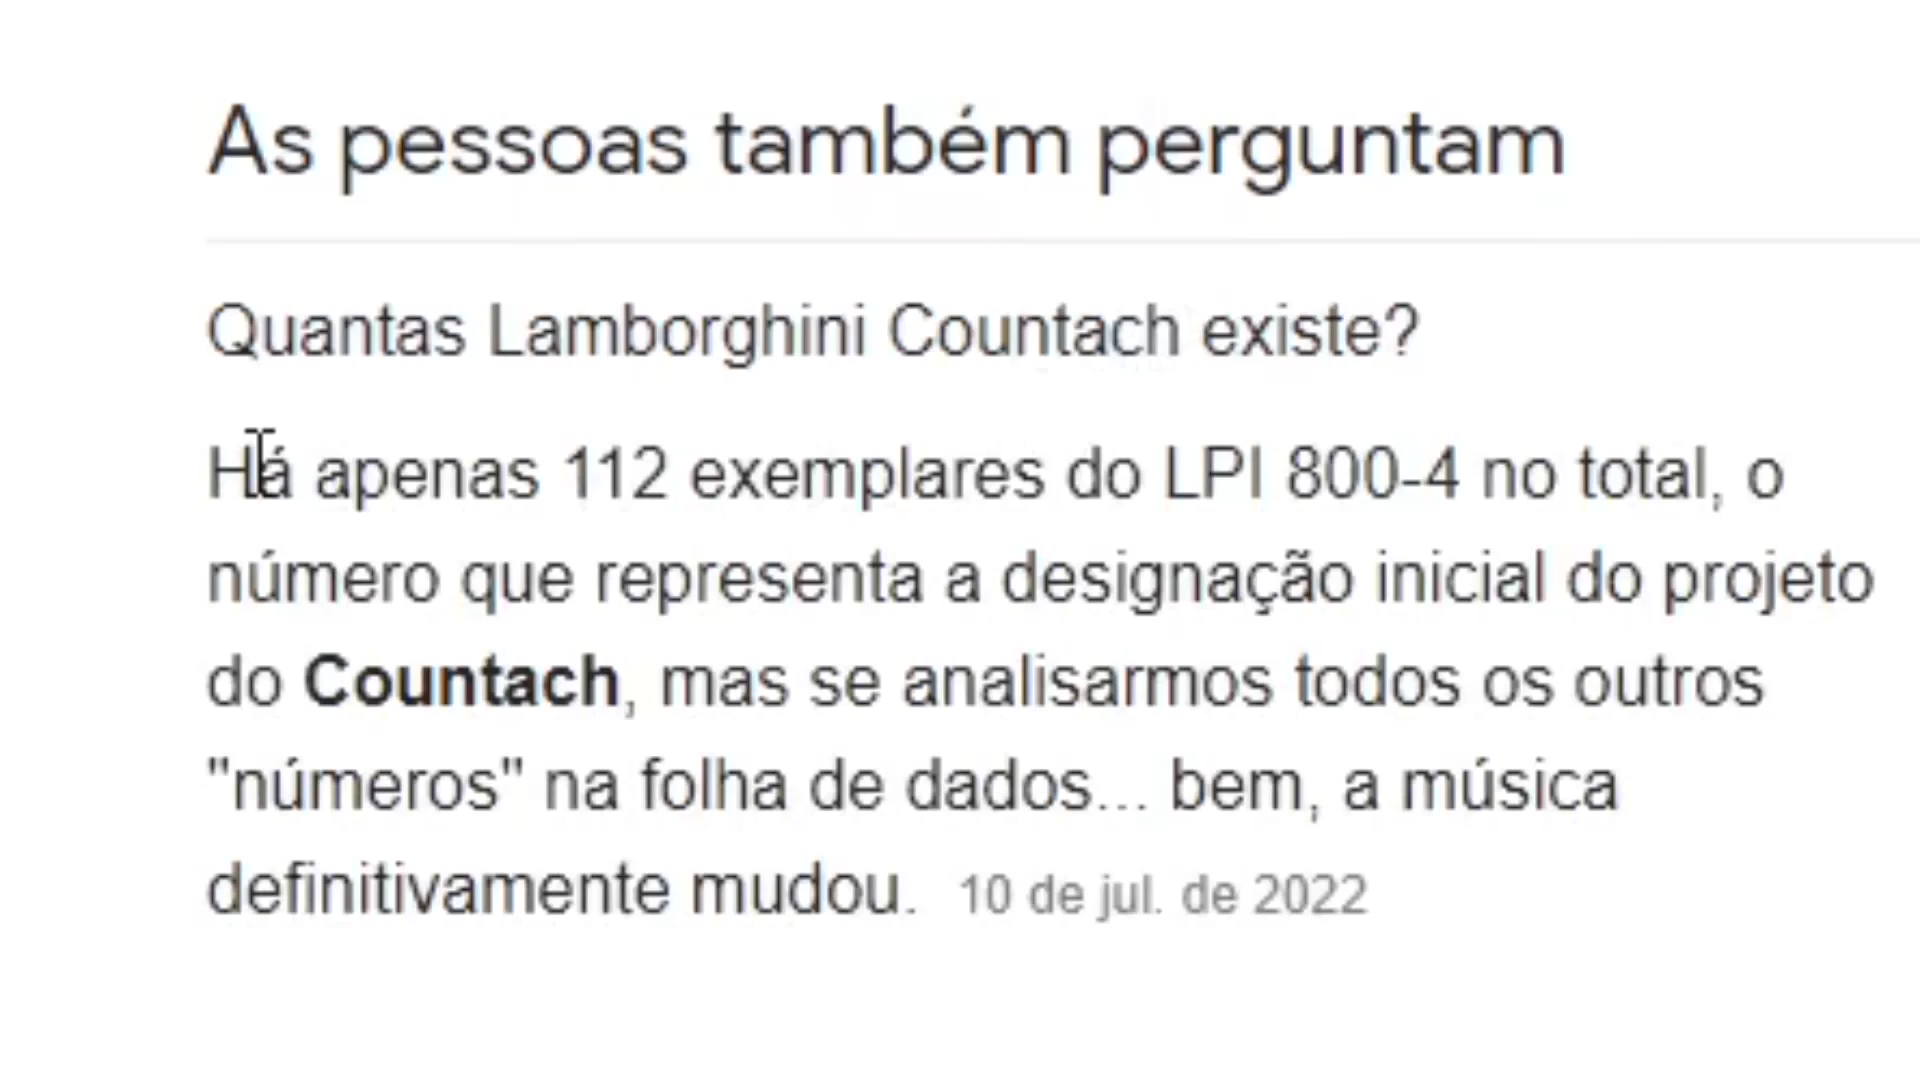 As pessoas também perguntam
Quantas Lamborghini Countach existe?
Há apenas 112 exemplares do LPI 800-4 no total, o
número que representa a designação inicial do projeto
do Countach, mas se analisarmos todos os outros
"números" na folha de dados... bem, a música
definitivamente mudou. 10 de jul. de 2022